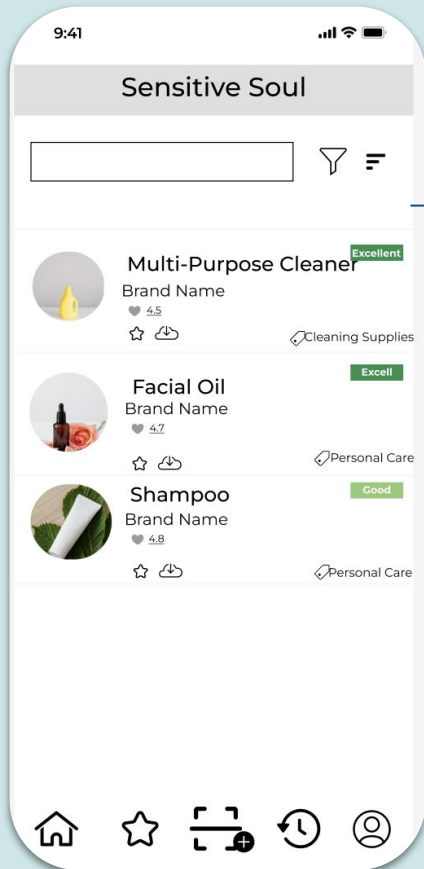 9:41
Sensitive Soul
Excellent
Multi-Purpose Cleaner
Brand Name
4.5
Cleaning Supplies
Excell
Facial Oil
Brand Name
4.7
Personal Care
Good
Shampoo
Brand Name
4.8
Personal Care